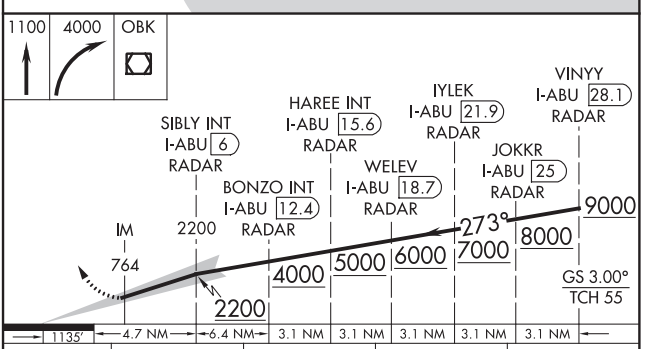 1100 4000 OBK
VINYY
I-ABU 28.1
RADAR
IYLEK
I-ABU 21.9
RADAR
HAREE INT
I-ABU 15.6
RADAR
SIBLY INT
I-ABU 6
RADAR
JOKKR
I-ABU 25
RADAR
WELEV
I-ABU 18.7
RADAR
BONZO INT
I-ABU 12.4
RADAR
IM
764
2200
2200
4000
5000
6000
273°
7000
8000
9000
GS 3.00°
TCH 55
1135' 4.7 NM 6.4 NM 3.1 NM 3.1 NM 3.1 NM 3.1 NM 3.1 NM